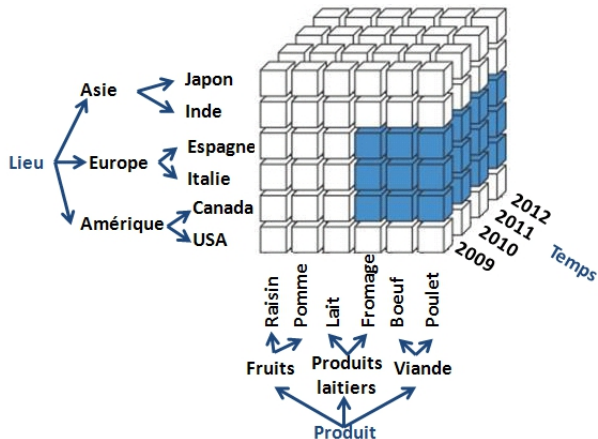 Japon
Asie
Inde
Espagne
Lieu
Europe
Italie
Canada
Amérique
USA
2012
2011
2010
2009
Temps
Raisin
Pomme
Lait
Fromage
Boeuf
Poulet
Fruits
Produits
laitiers
Viande
Produit